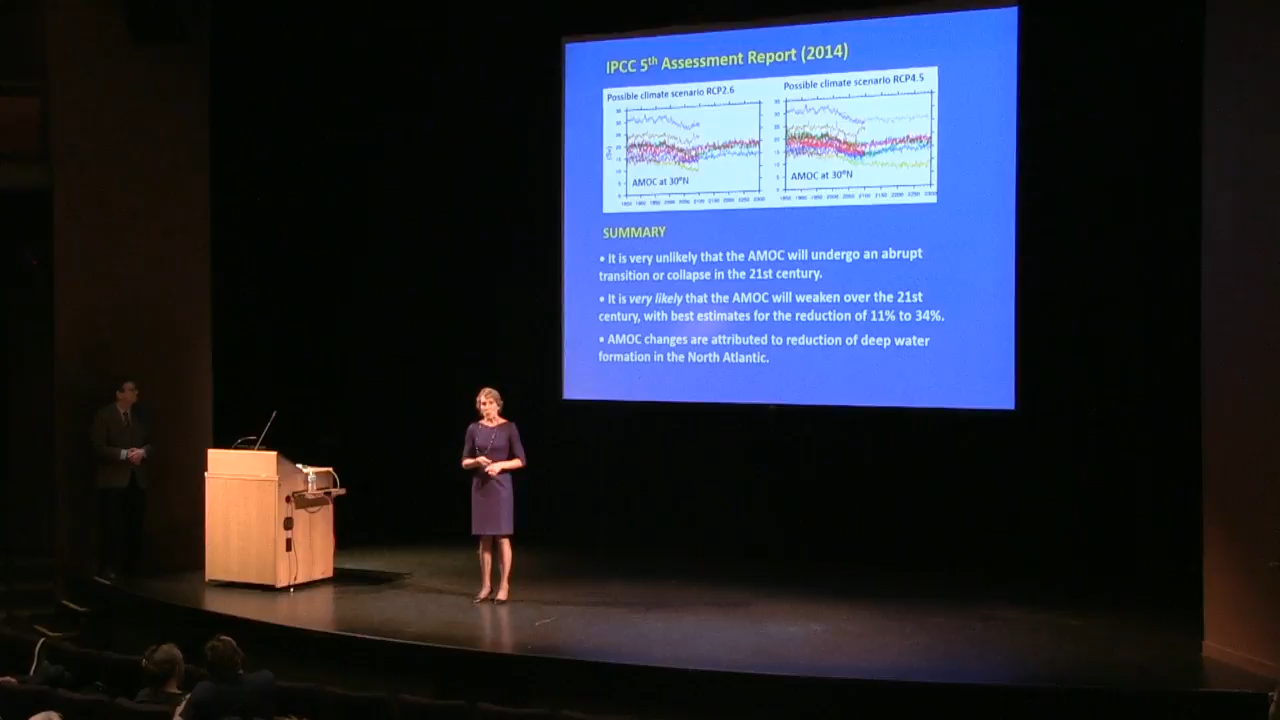 IPCC 5th Assessment Report (2014)
Possible climate scenario RCP2.6
Possible climate scenario RCP4.5
AMOC at 30°N
AMOC at 30°N
SUMMARY
• It is very unlikely that the AMOC will undergo an abrupt
transition or collapse in the 21st century.
• It is very likely that the AMOC will weaken over the 21st
century, with best estimates for the reduction of 11% to 34%.
• AMOC changes are attributed to reduction of deep water
formation in the North Atlantic.